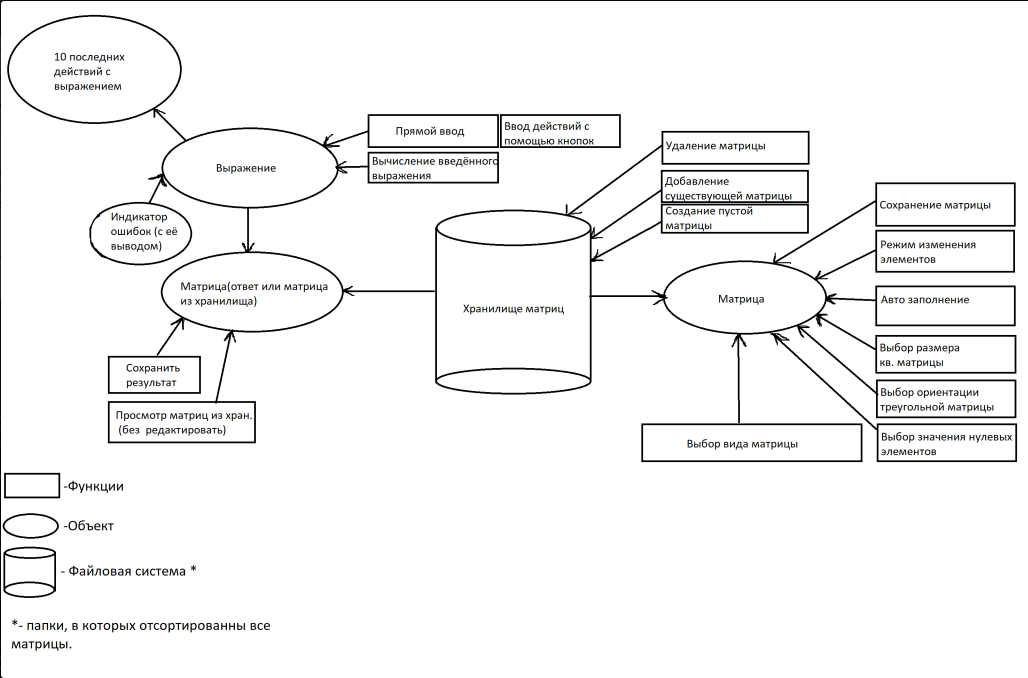 10 последних
действий с
выражением
Прямой ввод
Ввод действий с
помощью кнопок
Выражение
Вычисление введённого
выражения
Удаление матрицы
Добавление
существующей матрицы
Создание пустой
матрицы
Индикатор
ошибок (с её
выводом)
Сохранение матрицы
Режим изменения
элементов
Матрица(ответ или матрица
из хранилища)
Хранилище матриц
Матрица
Авто заполнение
Выбор размера
кв. матрицы
Сохранить
результат
Выбор ориентации
треугольной матрицы
Просмотр матриц из хран.
(без редактировать)
Выбор вида матрицы
Выбор значения нулевых
элементов
-Функции
-Объект
- Файловая система *
*- папки, в которых отсортированны все
матрицы.